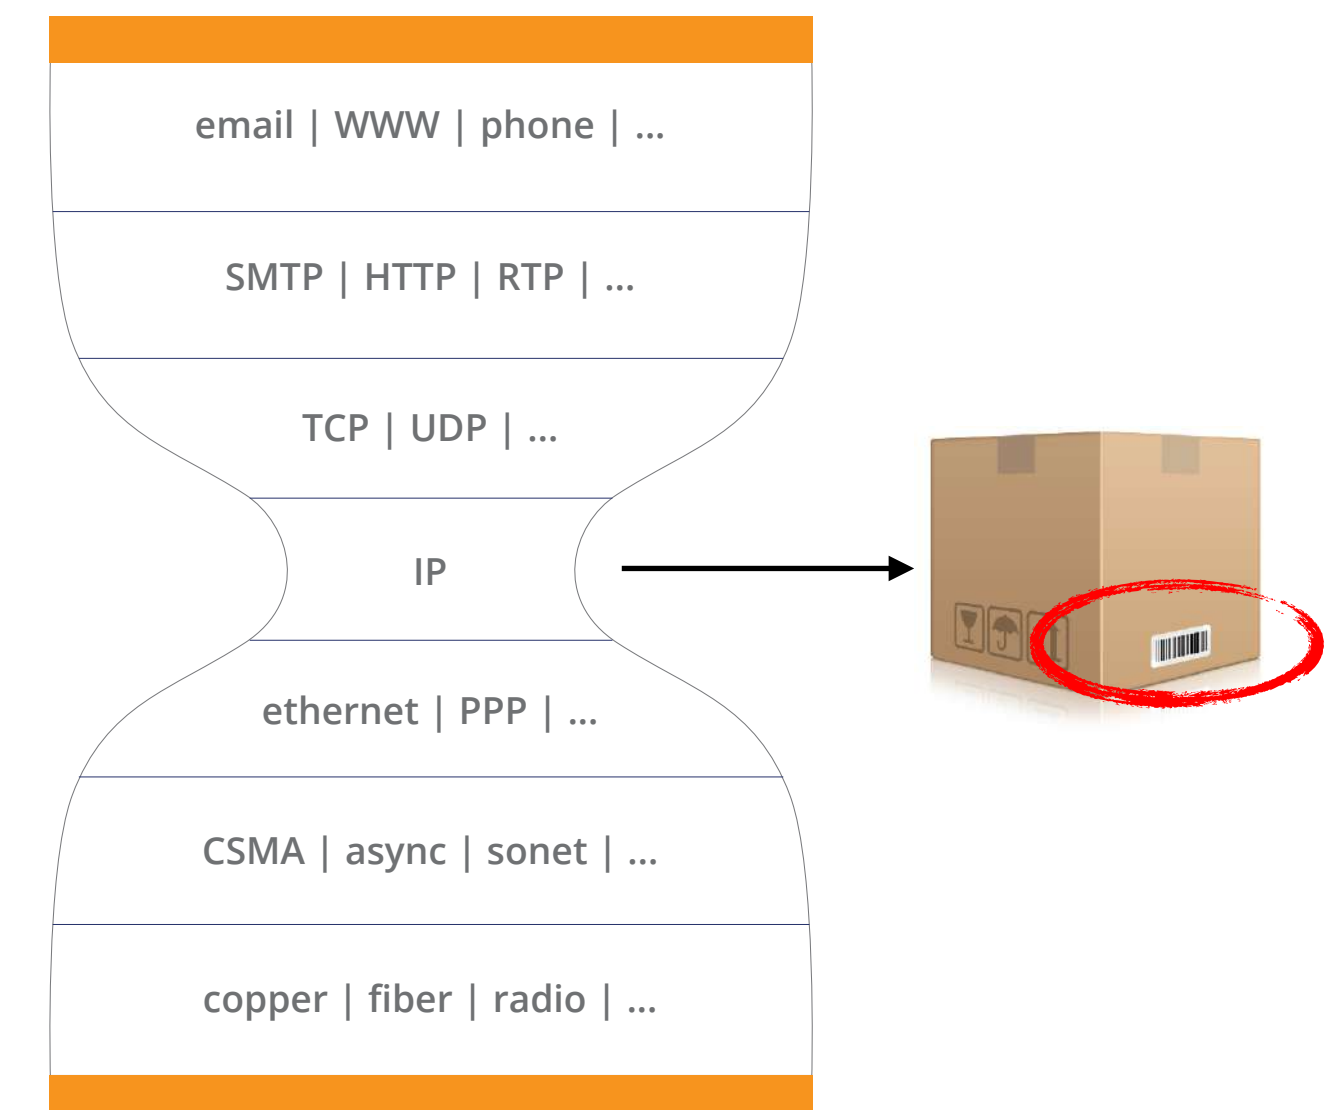 email | WWW | phone | ...
SMTP | HTTP | RTP | ...
TCP | UDP | ...
IP
ethernet | PPP | ...
CSMA | async | sonet | ...
copper | fiber | radio | ...